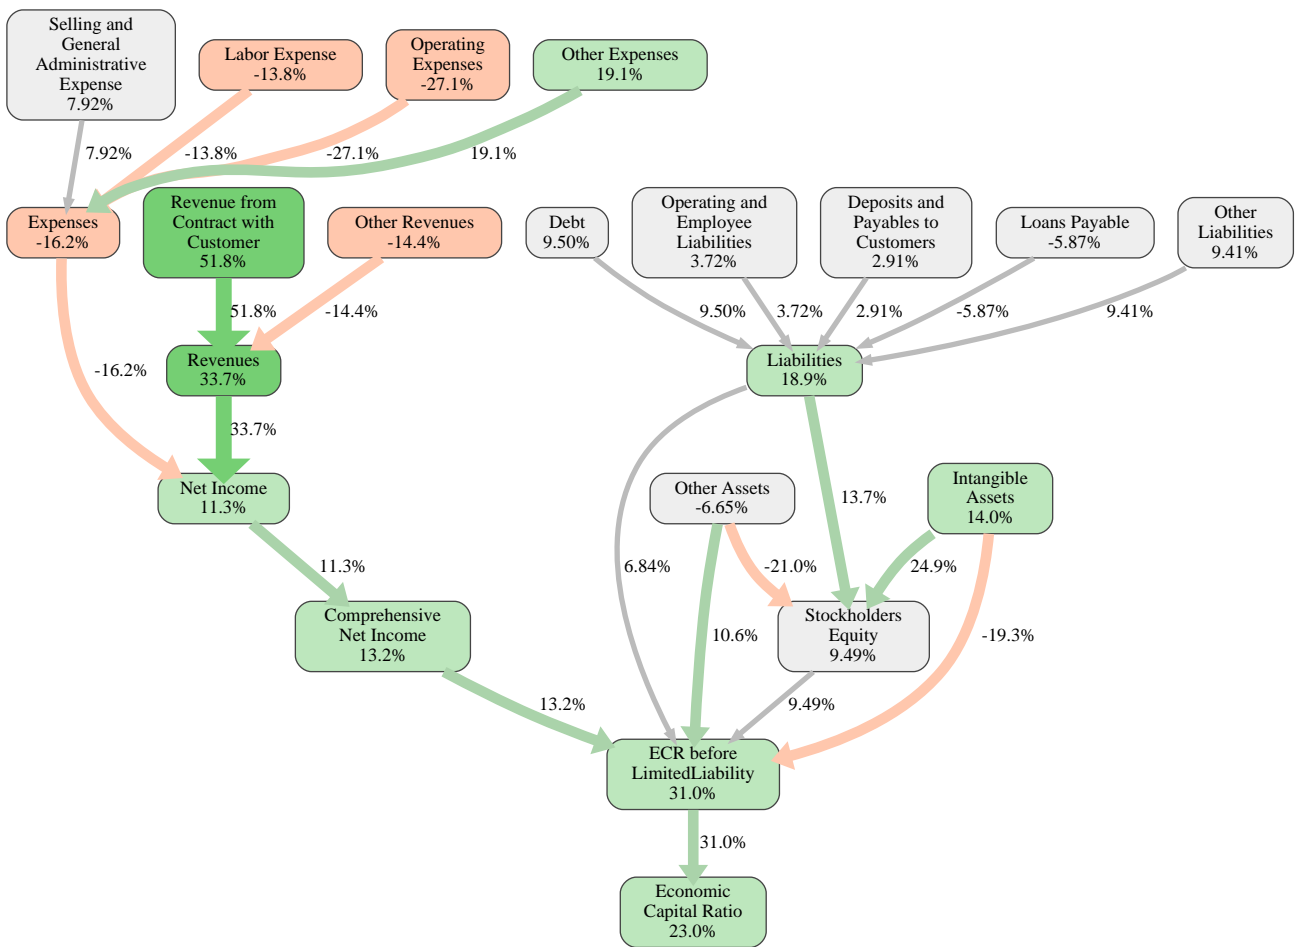 Selling and
General
Administrative
Expense
7.92%
Labor Expense
-13.8%
Operating
Expenses
-27.1%
Other Expenses
19.1%
7.92%
-13.8%
-27.1%
19.1%
Expenses
-16.2%
Revenue from
Contract with
Customer
51.8%
Other Revenues
-14.4%
Debt
9.50%
Operating and
Employee
Liabilities
3.72%
Deposits and
Payables to
Customers
2.91%
Loans Payable
-5.87%
Other
Liabilities
9.41%
51.8%
-14.4%
9.50%
3.72%
2.91%
-5.87%
9.41%
Revenues
33.7%
Liabilities
18.9%
-16.2%
33.7%
Net Income
11.3%
Other Assets
-6.65%
13.7%
Intangible
Assets
14.0%
11.3%
6.84%
-21.0%
24.9%
Comprehensive
Net Income
13.2%
10.6%
Stockholders
Equity
9.49%
-19.3%
13.2%
9.49%
ECR before
LimitedLiability
31.0%
31.0%
Economic
Capital Ratio
23.0%